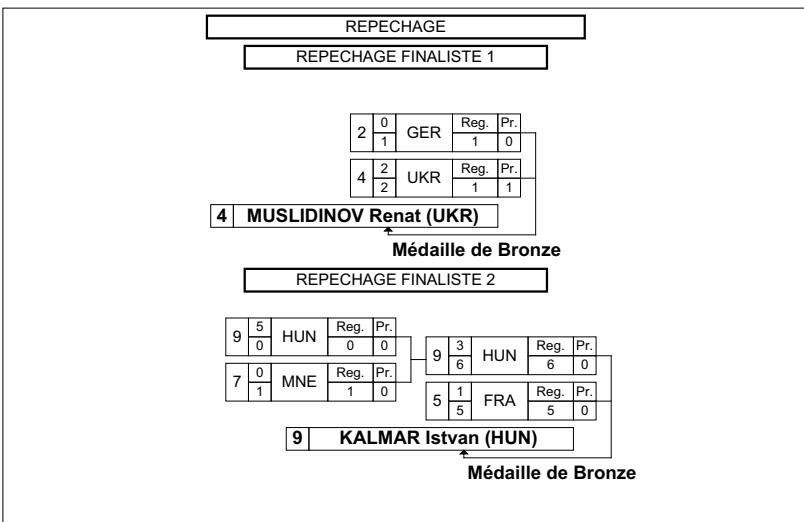 REPECHAGE
REPECHAGE FINALISTE 1
2 0 GER Reg. Pr.
1 1 0
4 2 UKR Reg. Pr.
2 1 1
4 MUSLIDINOV Renat (UKR)
Médaille de Bronze
REPECHAGE FINALISTE 2
9 5 HUN Reg. Pr.
0 0 0
7 0 MNE Reg. Pr.
1 1 0
9 3 HUN Reg. Pr.
6 6 0
5 1 FRA Reg. Pr.
5 5 0
9 KALMAR Istvan (HUN)
Médaille de Bronze